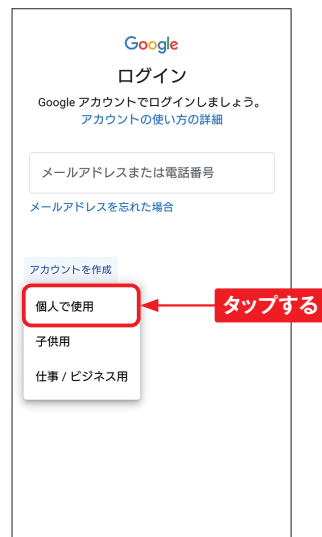 Google
ログイン
Google アカウントでログインしましょう。
アカウントの使い方の詳細
メールアドレスまたは電話番号
メールアドレスを忘れた場合
アカウントを作成
個人で使用
タップする
子供用
仕事 / ビジネス用